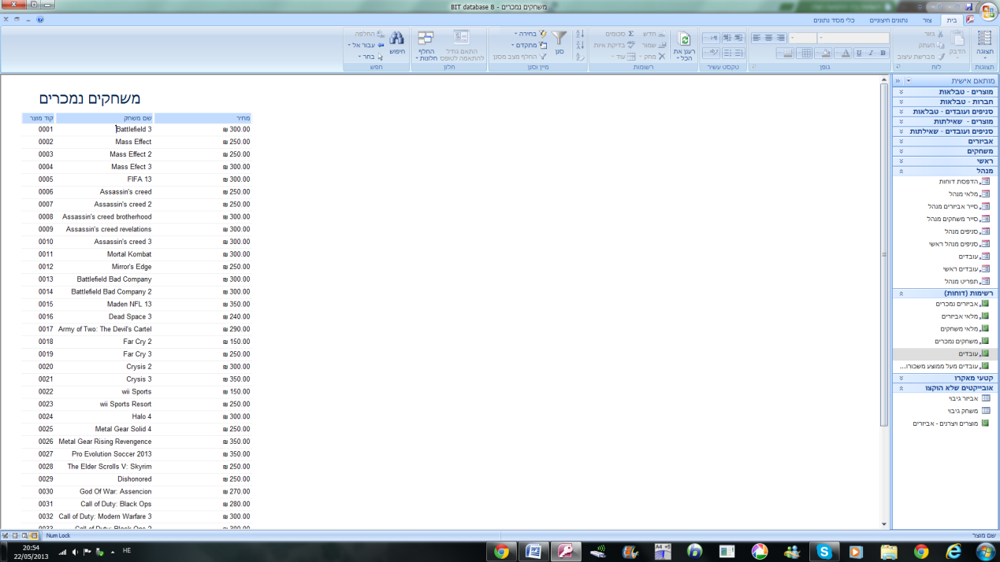 משחקים נמכרים - BIT database 8
בית
צור
נתונים חיצוניים
כלי מסד נתונים
תצוגה
תצוגות
הדבק
גזור
העתק
מברשת עיצוב
לוח
גופן
טקסט עשיר
רענן את הכל
חדש
שמור
מחק
סכומים
בדיקת איות
עוד
רשומות
סנן
בחירה
מתקדם
החלף מצב מסנן
מיין וסנן
התאם גודל להתאמה לטופס
החלף חלונות
חלון
חיפוש
החלפה
עבור אל
בחר
חפש
מותאם אישית
מוצרים - טבלאות
חברות - טבלאות
סניפים ועובדים - טבלאות
מוצרים - שאילתות
סניפים ועובדים - שאילתות
אביזרים
משחקים
ראשי
מנהל
הדפסת דוחות
מלאי מנהל
סייר אביזרים מנהל
סייר משחקים מנהל
סניפים מנהל
סניפים מנהל ראשי
עובדים
עובדים ראשי
תפריט מנהל
רשימות (דוחות)
אביזרים נמכרים
מלאי אביזרים
מלאי משחקים
משחקים נמכרים
עובדים
עובדים מעל ממוצע משכורו...
קטעי מאקרו
אובייקטים שלא הוקצו
אביזר גיבוי
משחק גיבוי
מוצרים ויצרנים - אביזרים
משחקים נמכרים
קוד מוצר שם משחק מחיר
0001 Battlefield 3 ₪ 300.00
0002 Mass Effect ₪ 250.00
0003 Mass Effect 2 ₪ 250.00
0004 Mass Efect 3 ₪ 300.00
0005 FIFA 13 ₪ 300.00
0006 Assassin's creed ₪ 250.00
0007 Assassin's creed 2 ₪ 250.00
0008 Assassin's creed brotherhood ₪ 300.00
0009 Assassin's creed revelations ₪ 300.00
0010 Assassin's creed 3 ₪ 300.00
0011 Mortal Kombat ₪ 300.00
0012 Mirror's Edge ₪ 250.00
0013 Battlefield Bad Company ₪ 300.00
0014 Battlefield Bad Company 2 ₪ 300.00
0015 Maden NFL 13 ₪ 350.00
0016 Dead Space 3 ₪ 240.00
0017 Army of Two: The Devil's Cartel ₪ 290.00
0018 Far Cry 2 ₪ 150.00
0019 Far Cry 3 ₪ 250.00
0020 Crysis 2 ₪ 300.00
0021 Crysis 3 ₪ 350.00
0022 wii Sports ₪ 150.00
0023 wii Sports Resort ₪ 250.00
0024 Halo 4 ₪ 300.00
0025 Metal Gear Solid 4 ₪ 250.00
0026 Metal Gear Rising Revengence ₪ 350.00
0027 Pro Evolution Soccer 2013 ₪ 350.00
0028 The Elder Scrolls V: Skyrim ₪ 250.00
0029 Dishonored ₪ 250.00
0030 God Of War: Assencion ₪ 270.00
0031 Call of Duty: Black Ops ₪ 280.00
0032 Call of Duty: Modern Warfare 3 ₪ 300.00
0033 Call of Duty: Black Ops 2 ₪ 300.00
Num Lock
שם מוצר
20:54
22/05/2013
HE
A4 +5